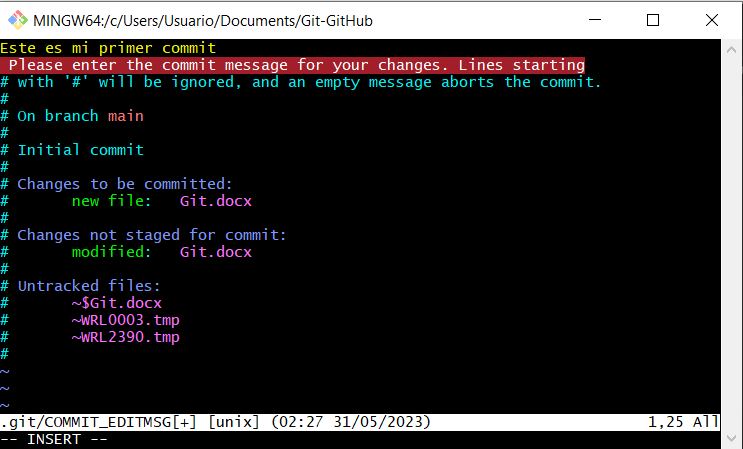 MINGW64:/c/Users/Usuario/Documents/Git-GitHub
Este es mi primer commit
 Please enter the commit message for your changes. Lines starting
# with '#' will be ignored, and an empty message aborts the commit.
#
# On branch main
#
# Initial commit
#
# Changes to be committed:
#       new file:   Git.docx
#
# Changes not staged for commit:
#       modified:   Git.docx
#
# Untracked files:
#       ~$Git.docx
#       ~WRL0003.tmp
#       ~WRL2390.tmp
#
~
~
~
.git/COMMIT_EDITMSG[+] [unix] (02:27 31/05/2023) 1,25 All
-- INSERT --